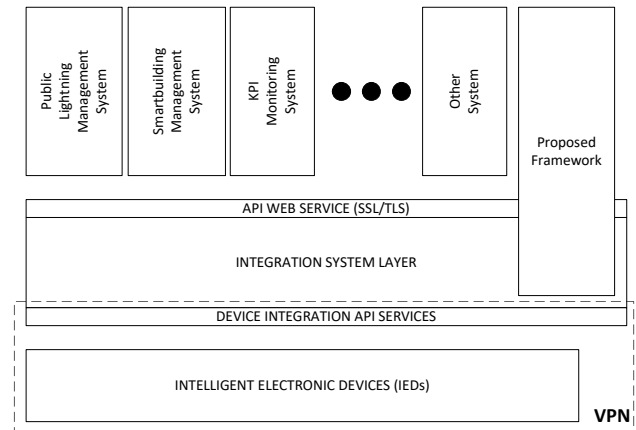 Public
Lightning
Management
System
Smartbuilding
Management
System
KPI
Monitoring
System
Other
System
Proposed
Framework
API WEB SERVICE (SSL/TLS)
INTEGRATION SYSTEM LAYER
DEVICE INTEGRATION API SERVICES
INTELLIGENT ELECTRONIC DEVICES (IEDs)
VPN